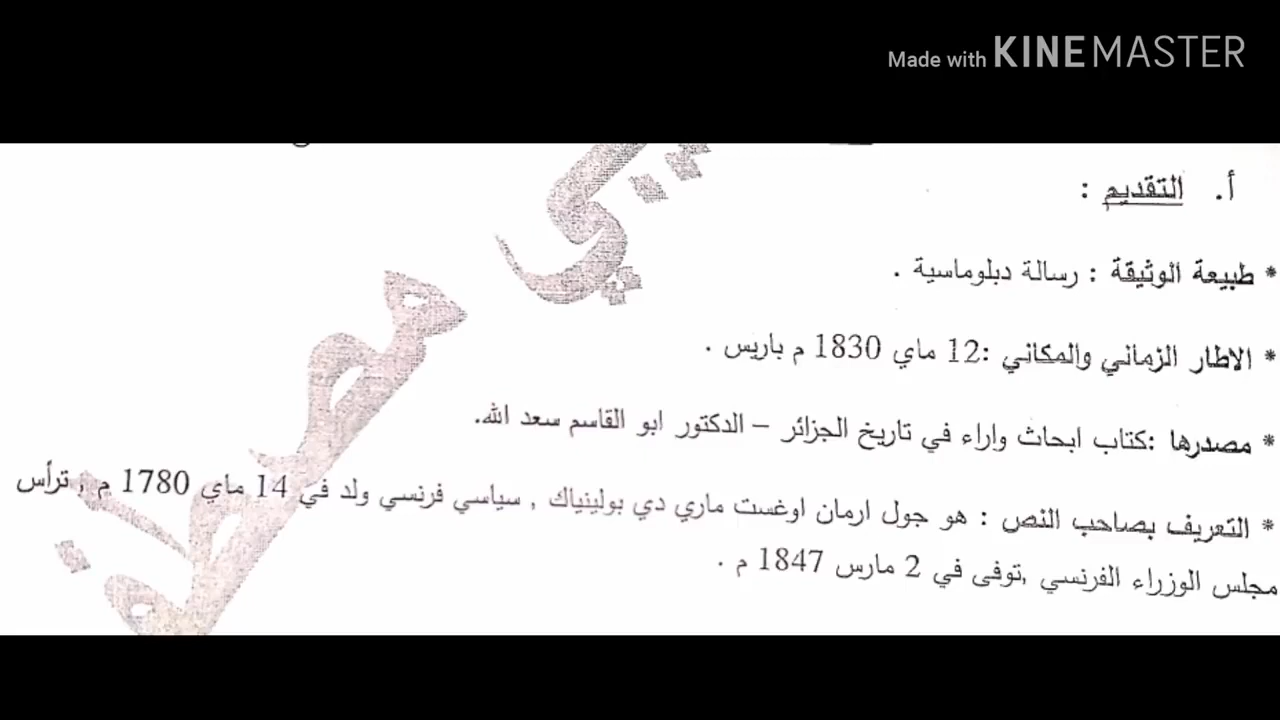 Made with KINEMASTER
أ. التقديم :
* طبيعة الوثيقة : رسالة دبلوماسية .
* الاطار الزماني والمكاني :12 ماي 1830 م باريس .
* مصدرها :كتاب ابحاث واراء في تاريخ الجزائر – الدكتور ابو القاسم سعد الله.
* التعريف بصاحب النص : هو جول ارمان اوغست ماري دي بولينياك , سياسي فرنسي ولد في 14 ماي 1780 م , ترأس
مجلس الوزراء الفرنسي ,توفى في 2 مارس 1847 م .